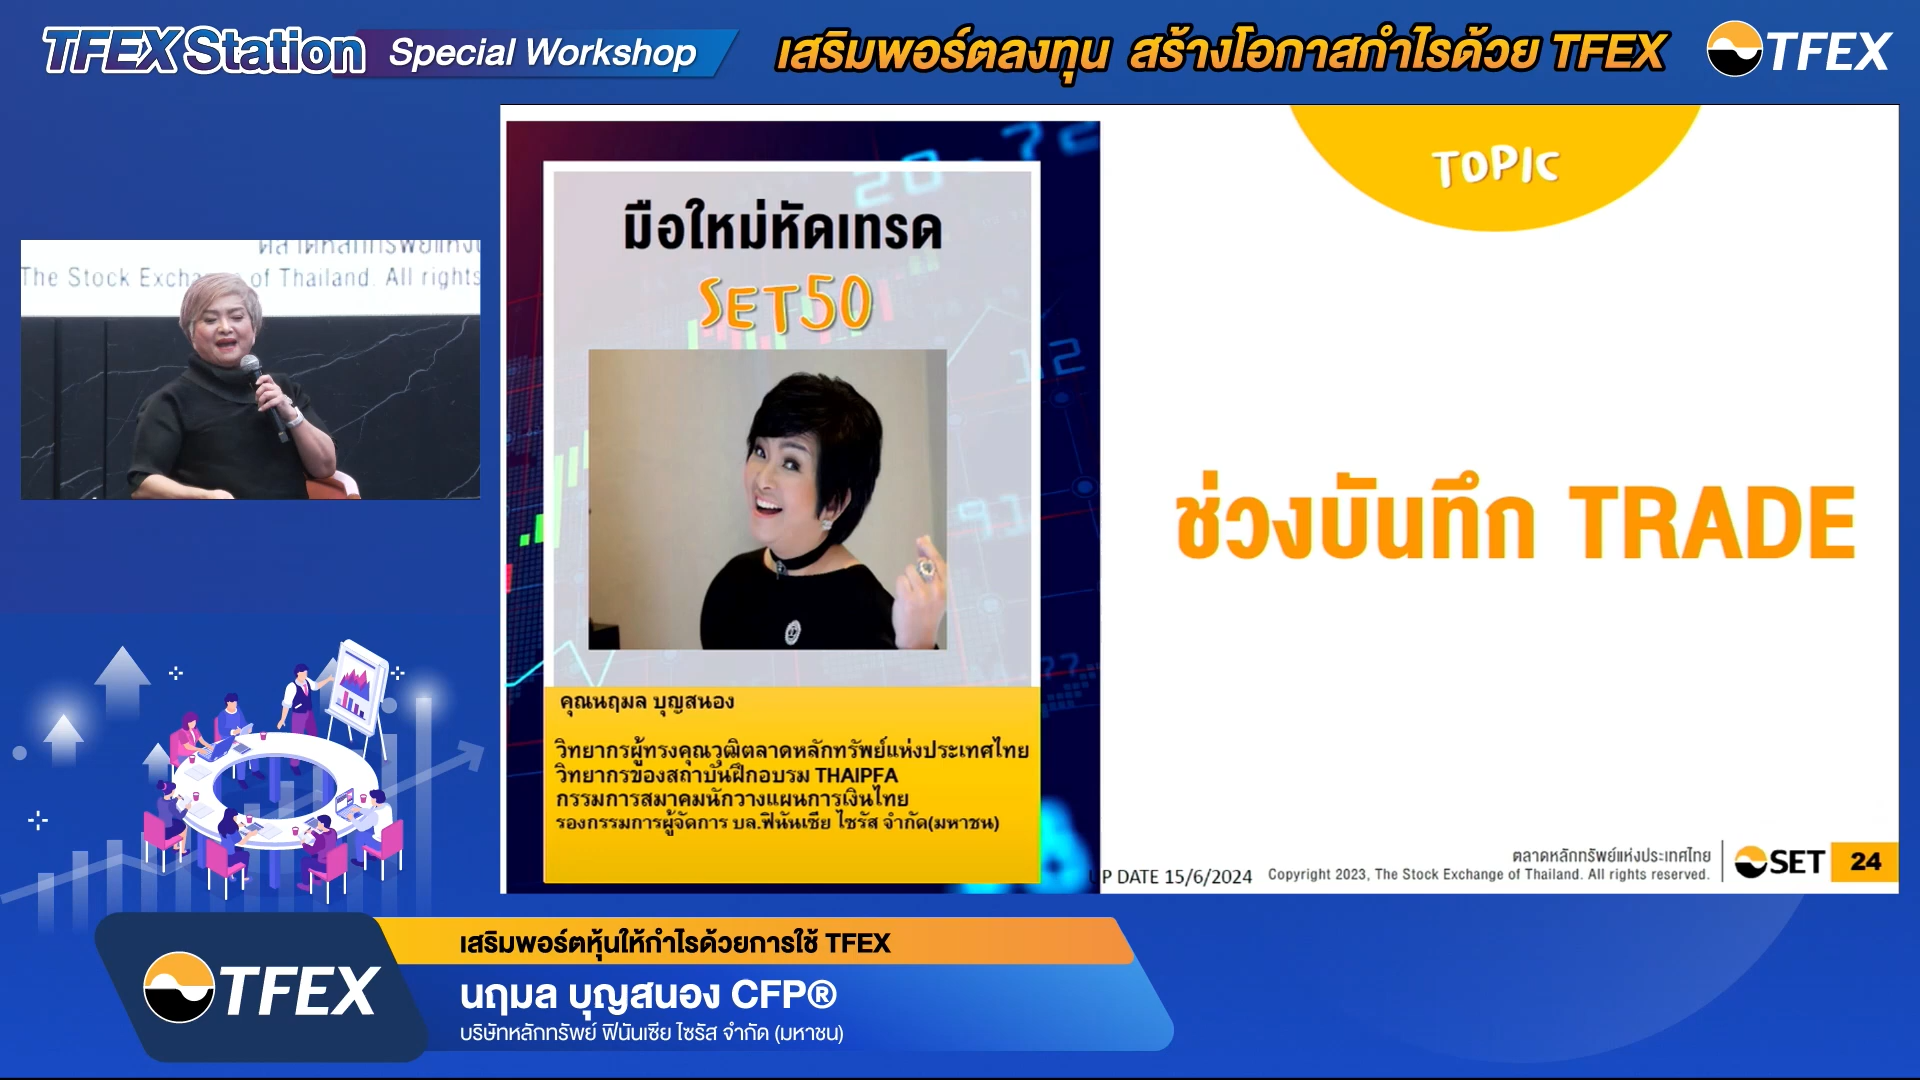 TFEX Station Special Workshop
เสริมพอร์ตลงทุน สร้างโอกาสกำไรด้วย TFEX
TFEX
The Stock Exchange of Thailand. All rights
มือใหม่หัดเทรด
SET50
คุณนฤมล บุญสนอง
วิทยากรผู้ทรงคุณวุฒิตลาดหลักทรัพย์แห่งประเทศไทย
วิทยากรของสถาบันฝึกอบรม THAIPFA
กรรมการสมาคมนักวางแผนการเงินไทย
รองกรรมการผู้จัดการ บล.ฟินันเซีย ไซรัส จำกัด(มหาชน)
TOPIC
ช่วงบันทึก TRADE
UP DATE 15/6/2024
ตลาดหลักทรัพย์แห่งประเทศไทย
Copyright 2023, The Stock Exchange of Thailand. All rights reserved.
SET
24
TFEX
เสริมพอร์ตหุ้นให้กำไรด้วยการใช้ TFEX
นฤมล บุญสนอง CFP®
บริษัทหลักทรัพย์ ฟินันเซีย ไซรัส จำกัด (มหาชน)